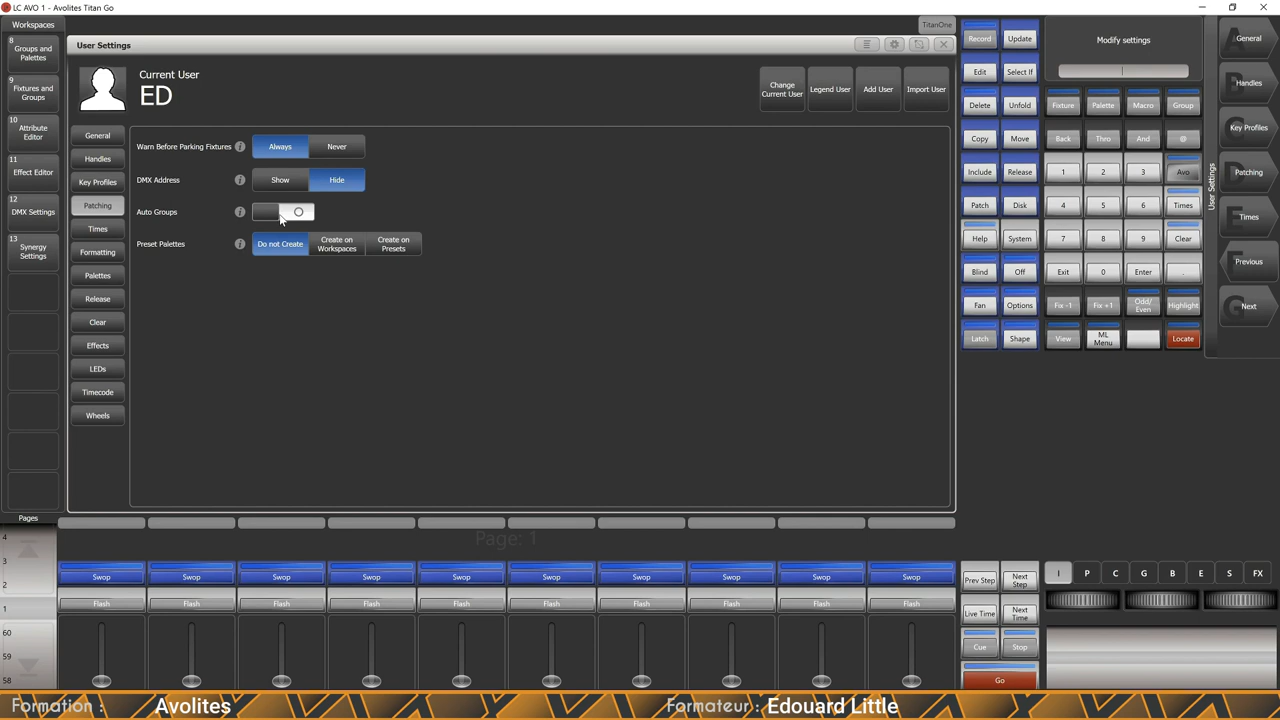 LC AVO 1 - Avolites Titan Go
Workspaces
TitanOne
8
Groups and
Palettes
9
Fixtures and
Groups
10
Attribute
Editor
11
Effect Editor
12
DMX Settings
13
Synergy
Settings
User Settings
Current User
ED
Change
Current User
Legend User
Add User
Import User
General
Handles
Key Profiles
Patching
Times
Formatting
Palettes
Release
Clear
Effects
LEDs
Timecode
Wheels
Warn Before Parking Fixtures
Always
Never
DMX Address
Show
Hide
Auto Groups
Preset Palettes
Do not Create
Create on
Workspaces
Create on
Presets
Record
Update
Edit
Select If
Delete
Unfold
Copy
Move
Include
Release
Patch
Disk
Help
System
Blind
Off
Fan
Options
Latch
Shape
Modify settings
Fixture
Palette
Macro
Group
Back
Thro
And
@
1
2
3
Avo
4
5
6
Times
7
8
9
Clear
Exit
0
Enter
.
Fix -1
Fix +1
Odd/
Even
Highlight
View
ML
Menu
Locate
User Settings
A General
B Handles
C Key Profiles
D Patching
E Times
F Previous
G Next
Pages
4
3
2
1
60
59
58
Page: 1
Swop Swop Swop Swop Swop Swop Swop Swop Swop Swop
Flash Flash Flash Flash Flash Flash Flash Flash Flash Flash
Prev Step
Next
Step
Live Time
Next
Time
Cue
Stop
Go
I P C G B E S FX
Formation : Avolites
Formateur : Edouard Little